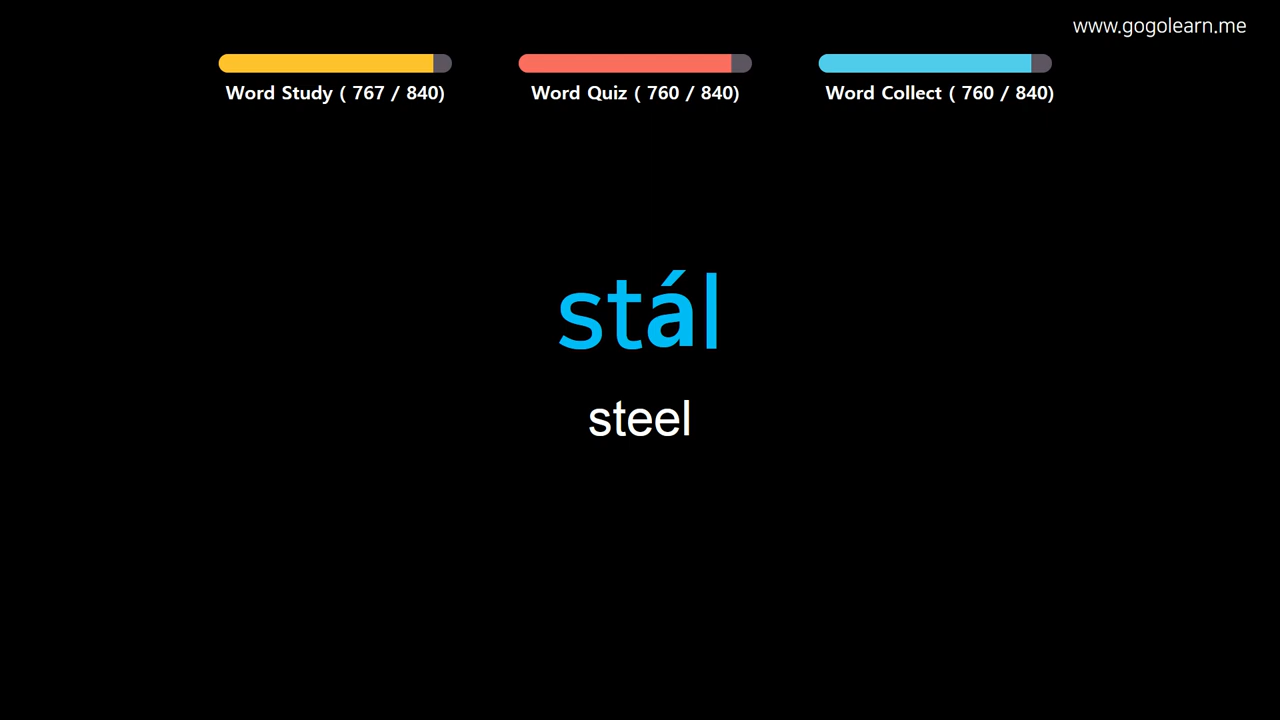 www.gogolearn.me
Word Study ( 767 / 840)
Word Quiz ( 760 / 840)
Word Collect ( 760 / 840)
stál
steel